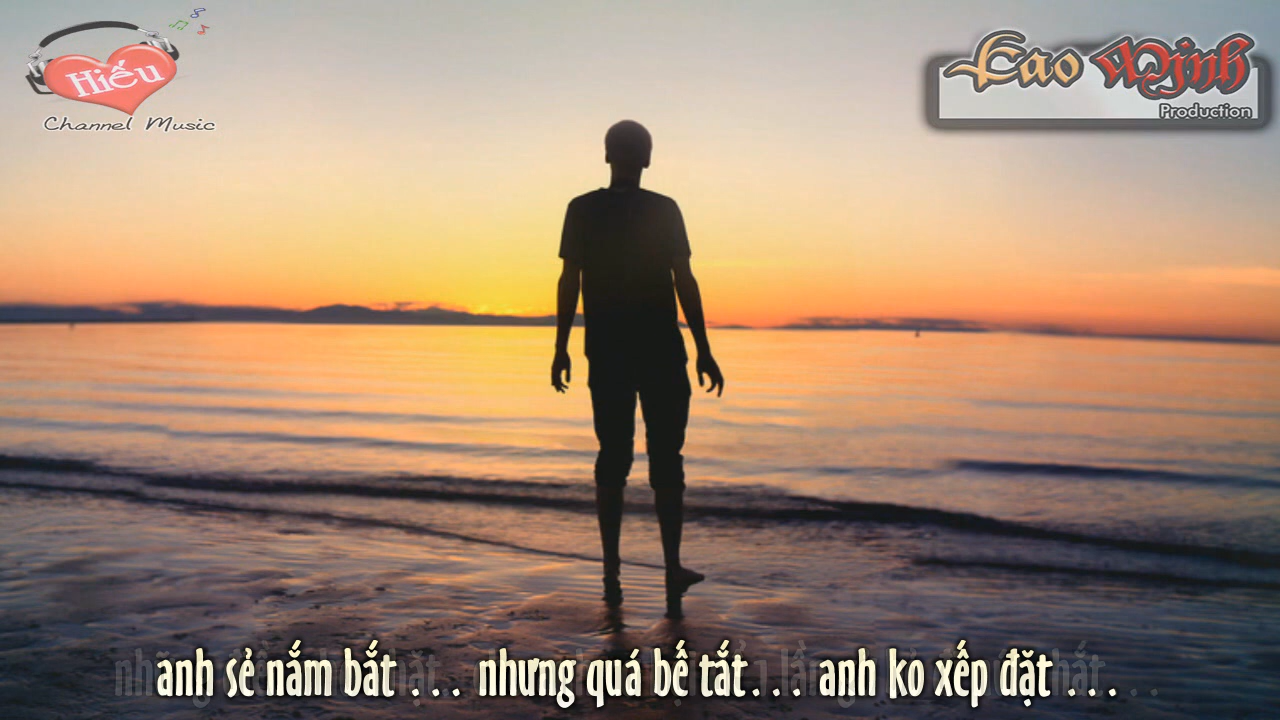 Hiếu
Channel Music
Cao Minh
Production
anh sẻ nắm bắt ... nhưng quá bế tắt... anh ko xếp đặt ...